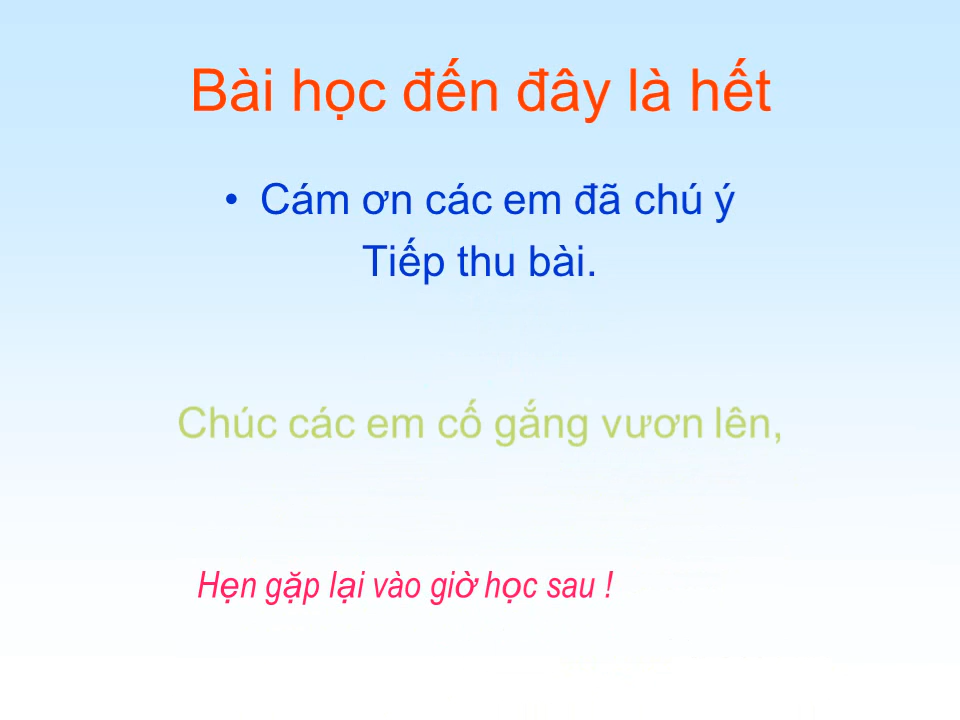 Bài học đến đây là hết
• Cám ơn các em đã chú ý
Tiếp thu bài.
Chúc các em cố gắng vươn lên,
Hẹn gặp lại vào giờ học sau !